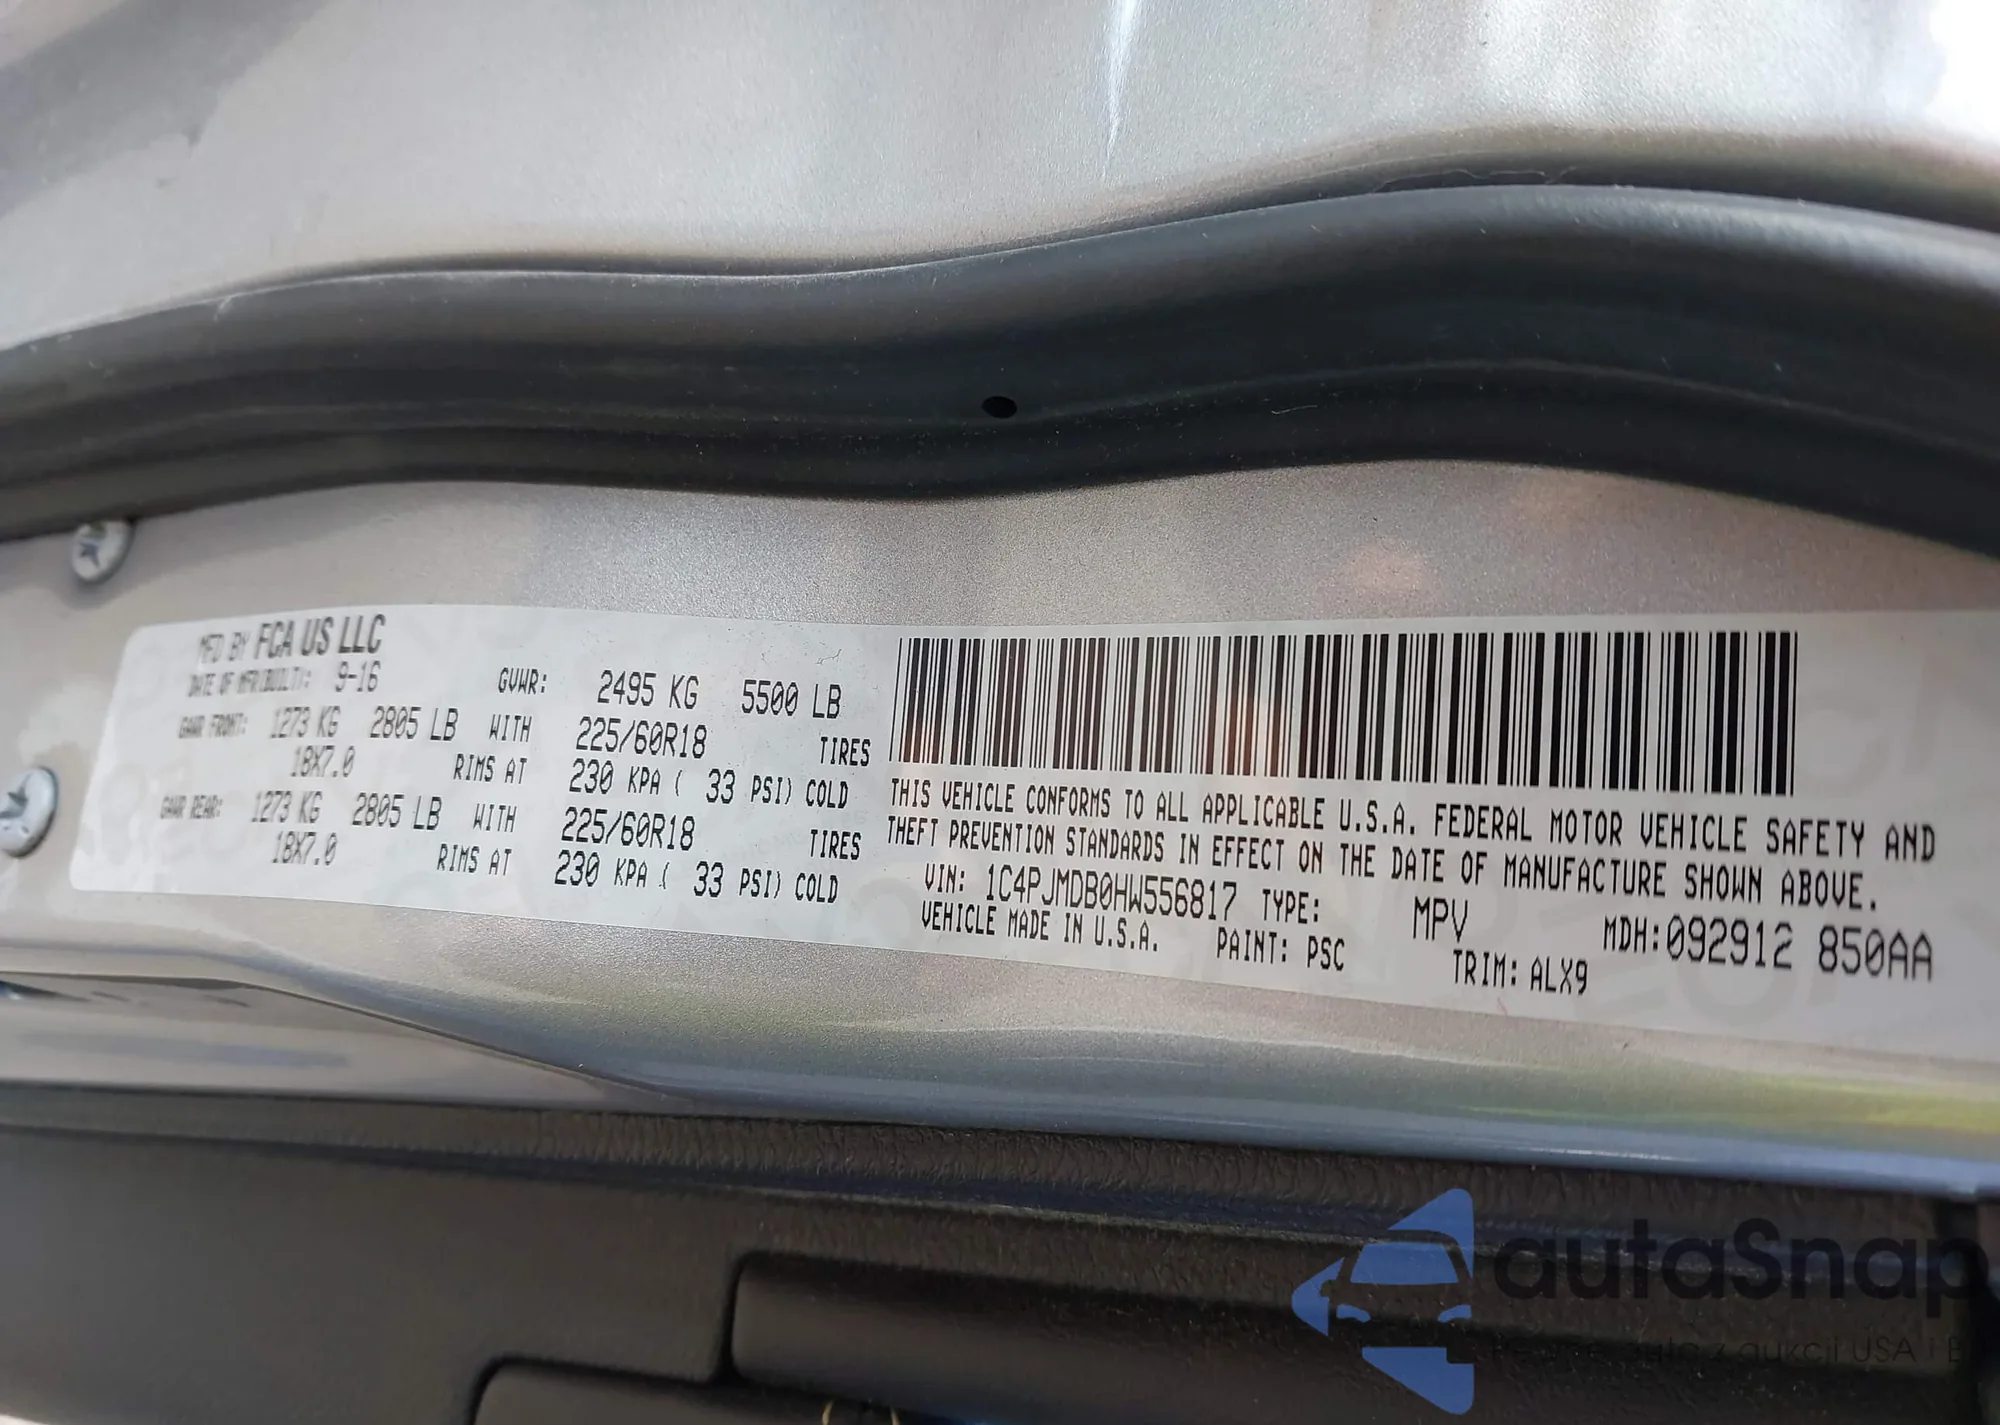 MFD BY FCA US LLC
DATE OF MFR(BUILT): 9-16 GVWR: 2495 KG 5500 LB
GAWR FRONT: 1273 KG 2805 LB WITH 225/60R18 TIRES
18X7.0 RIMS AT 230 KPA ( 33 PSI) COLD
GAWR REAR: 1273 KG 2805 LB WITH 225/60R18 TIRES
18X7.0 RIMS AT 230 KPA ( 33 PSI) COLD
THIS VEHICLE CONFORMS TO ALL APPLICABLE U.S.A. FEDERAL MOTOR VEHICLE SAFETY AND
THEFT PREVENTION STANDARDS IN EFFECT ON THE DATE OF MANUFACTURE SHOWN ABOVE.
VIN: 1C4PJMDB0HW556817 TYPE: MPV MDH:092912 850AA
VEHICLE MADE IN U.S.A. PAINT: PSC TRIM: ALX9
autaSnap
auta z aukcji USA i